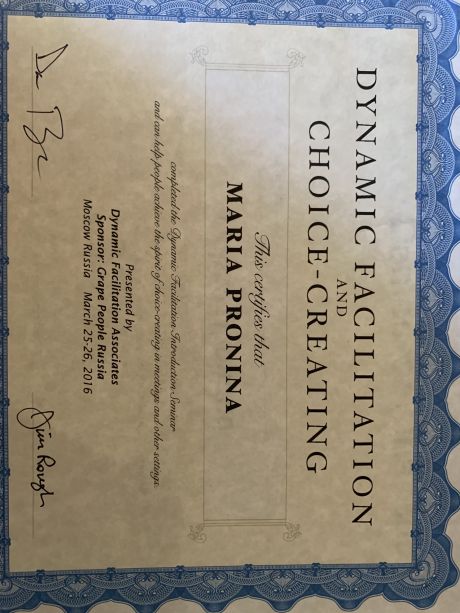 DYNAMIC FACILITATION
AND
CHOICE-CREATING
This certifies that
MARIA PRONINA
completed the Dynamic Facilitation Introduction Seminar
and can help people achieve the spirit of choice-creating in meetings and other settings.
Presented by
Dynamic Facilitation Associates
Sponsor: Grape People Russia
Moscow Russia March 25-26, 2016
Jim Rough